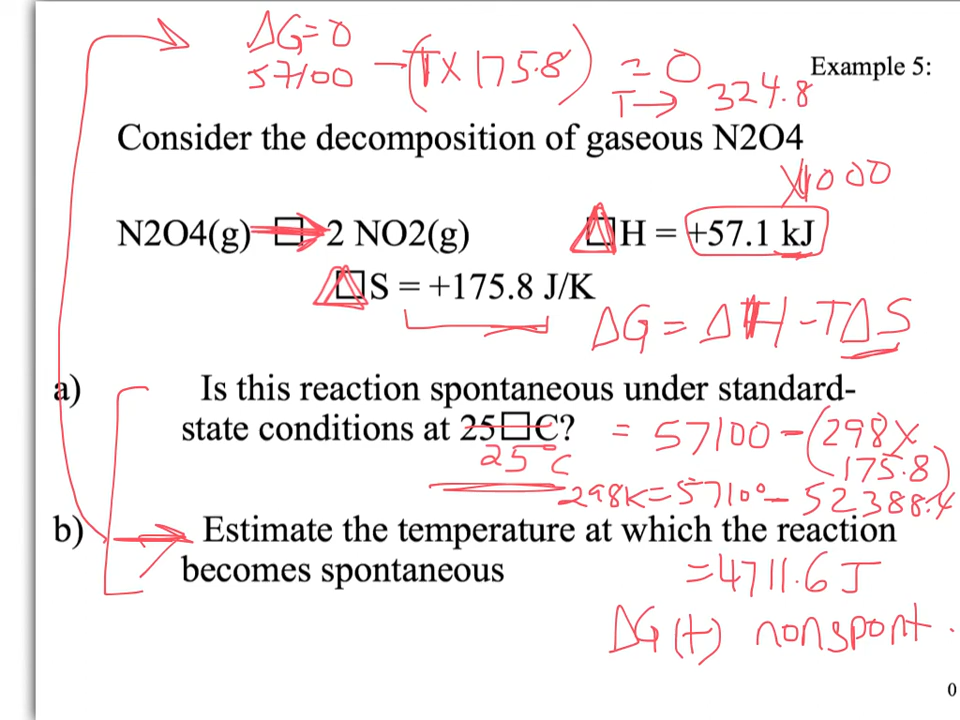 ΔG=0
57100 -(T X 175.8) = 0
T→ 324.8
Example 5:
Consider the decomposition of gaseous N2O4
X1000
N2O4(g) □ 2 NO2(g) □H = +57.1 kJ
□S = +175.8 J/K
ΔG = ΔH -TΔS
a) Is this reaction spontaneous under standard-
state conditions at 25□C? = 57100 -(298X
25°C 175.8)
298K =57100- 52388.4
b) Estimate the temperature at which the reaction
becomes spontaneous =4711.6 J
ΔG (+) nonspont.
0